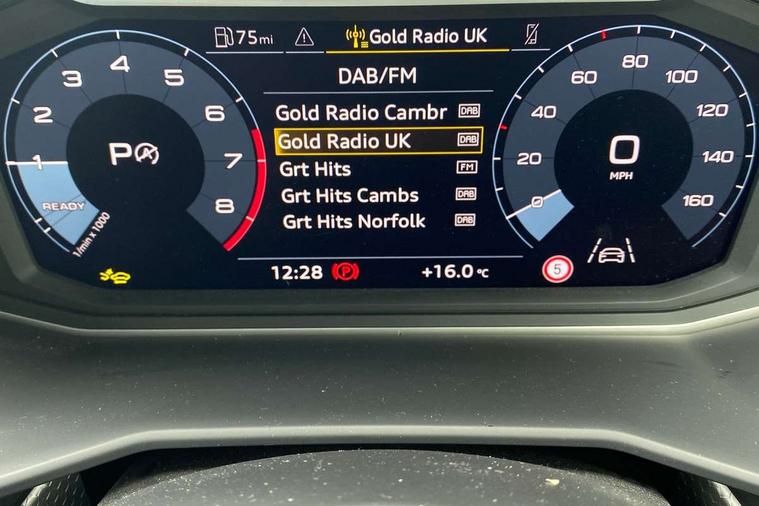 75mi Gold Radio UK
DAB/FM
Gold Radio Cambr DAB
Gold Radio UK DAB
Grt Hits FM
Grt Hits Cambs DAB
Grt Hits Norfolk DAB
12:28 P +16.0 °C
1 2 3 4 5 6 7 8
READY
1/min x 1000
P A
0 20 40 60 80 100 120 140 160
0
MPH
5